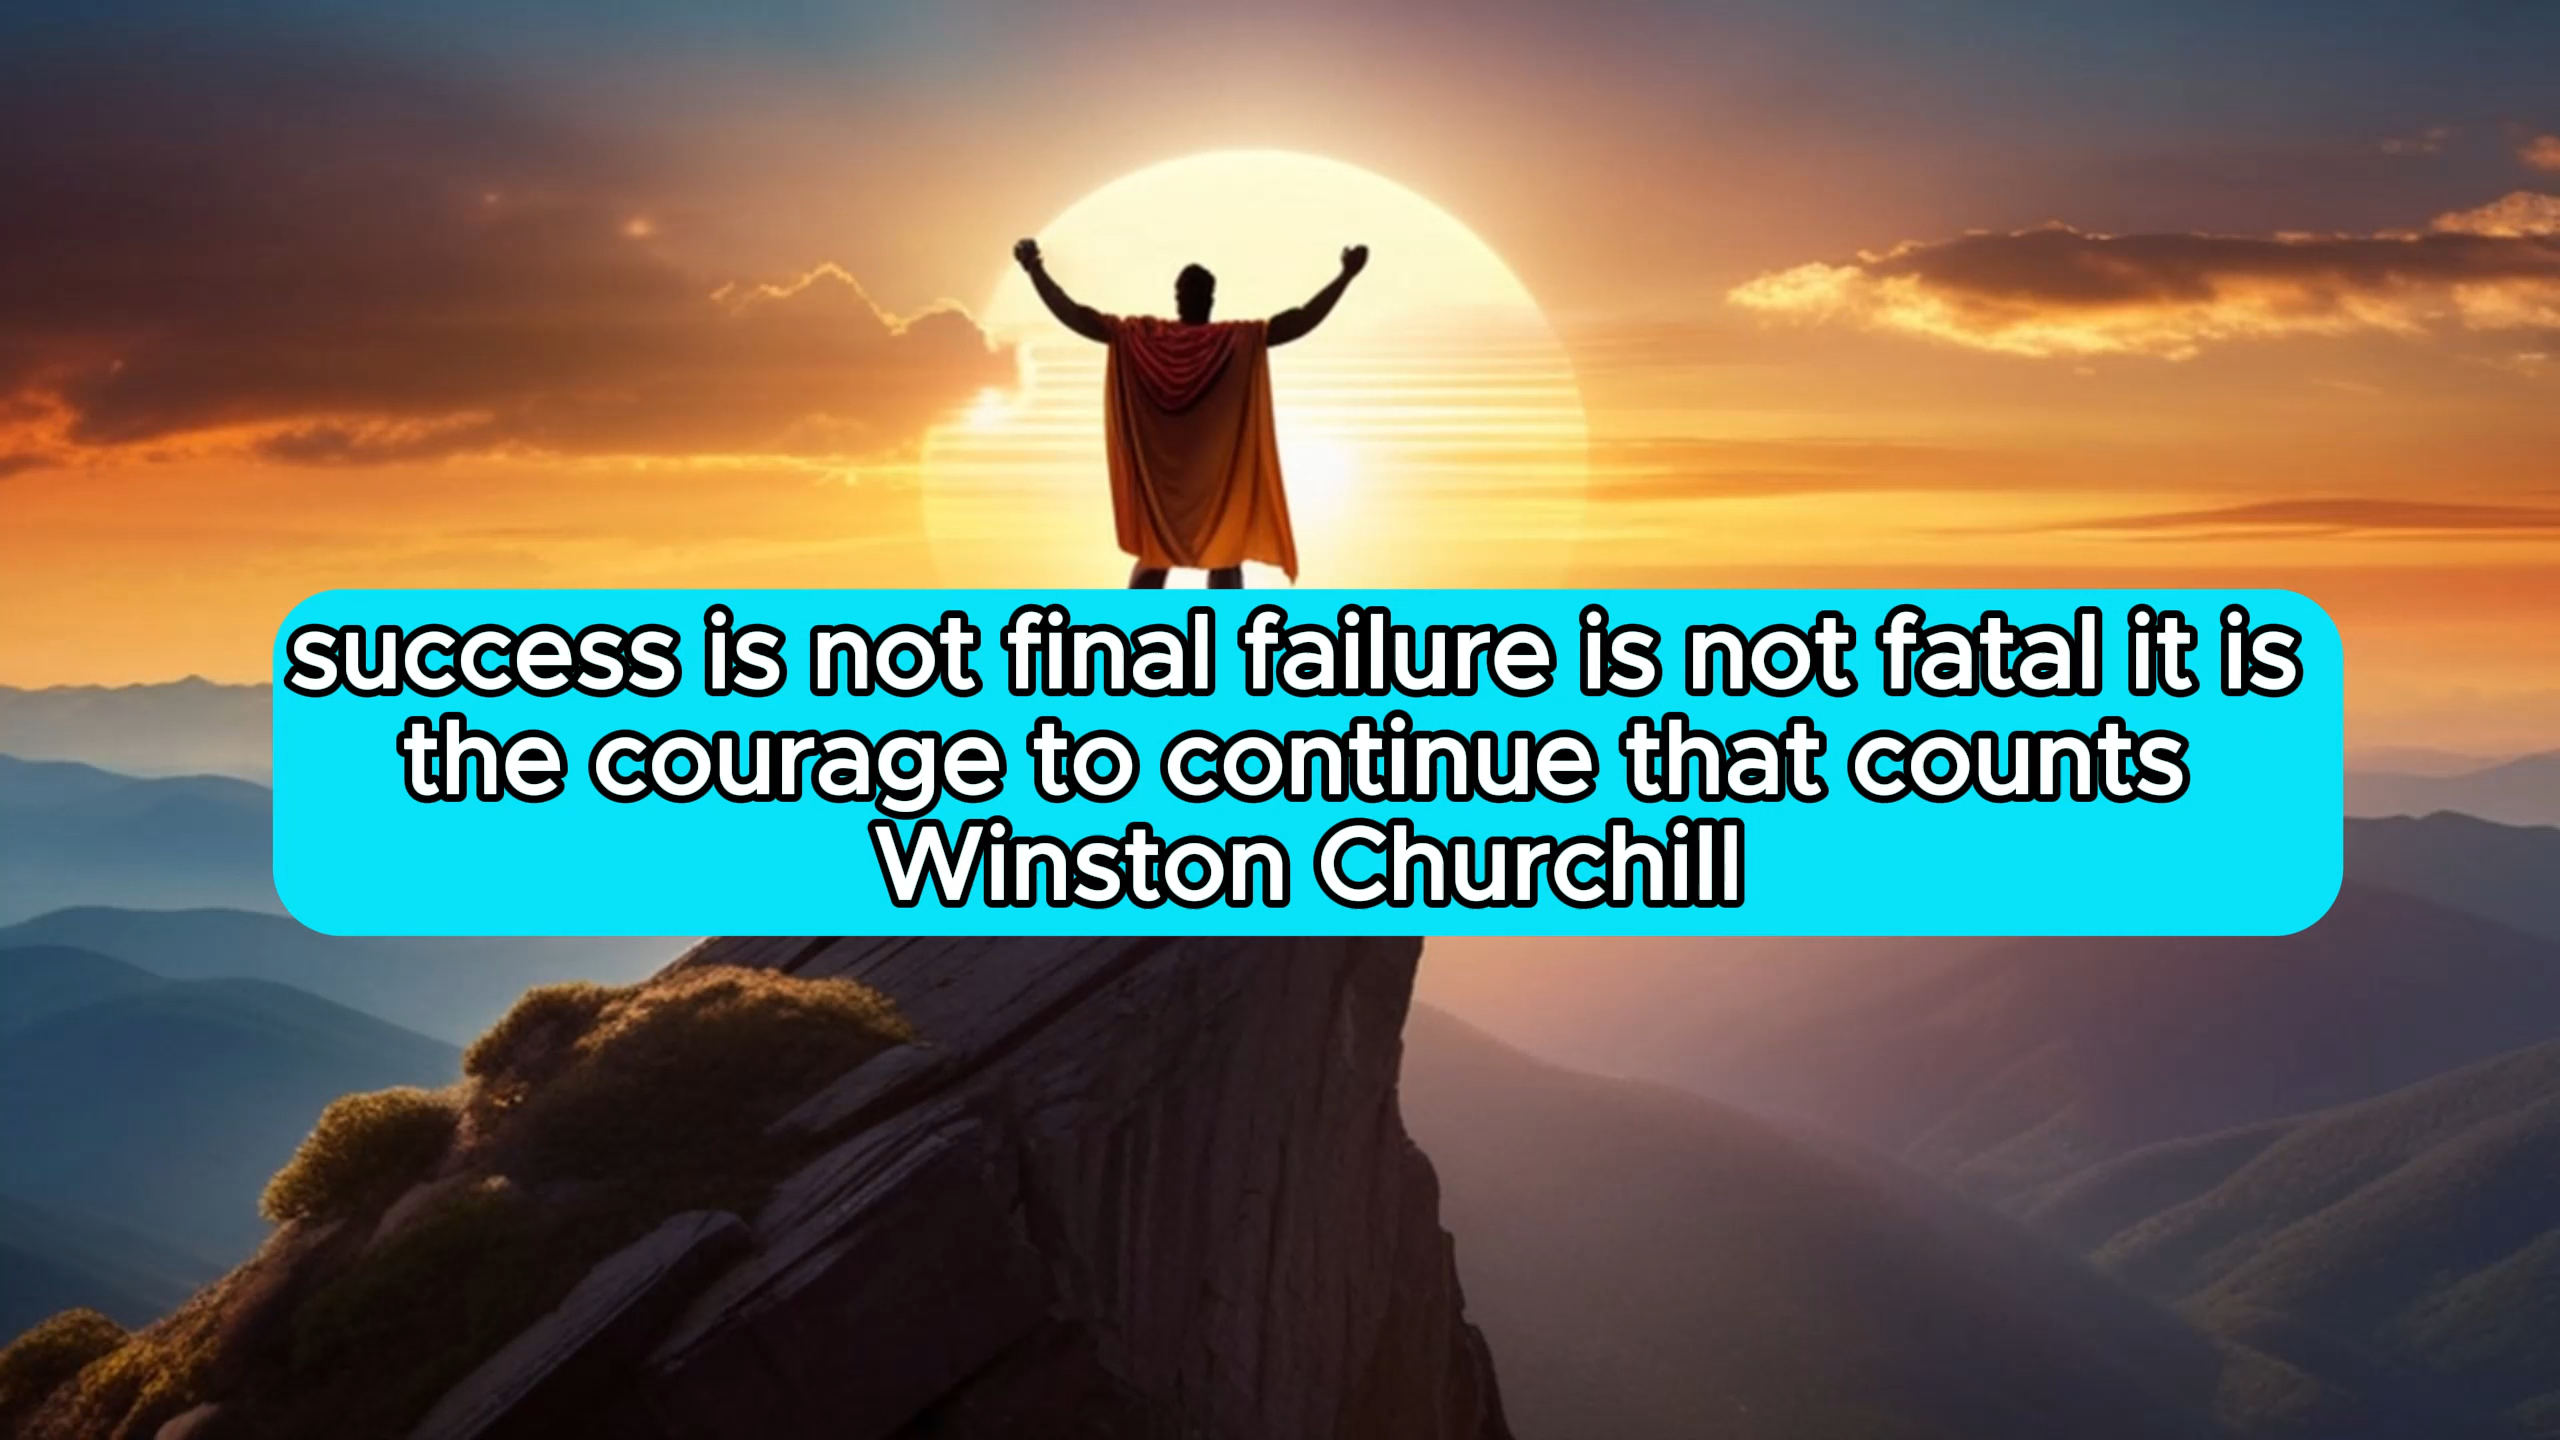 success is not final failure is not fatal it is
the courage to continue that counts
Winston Churchill